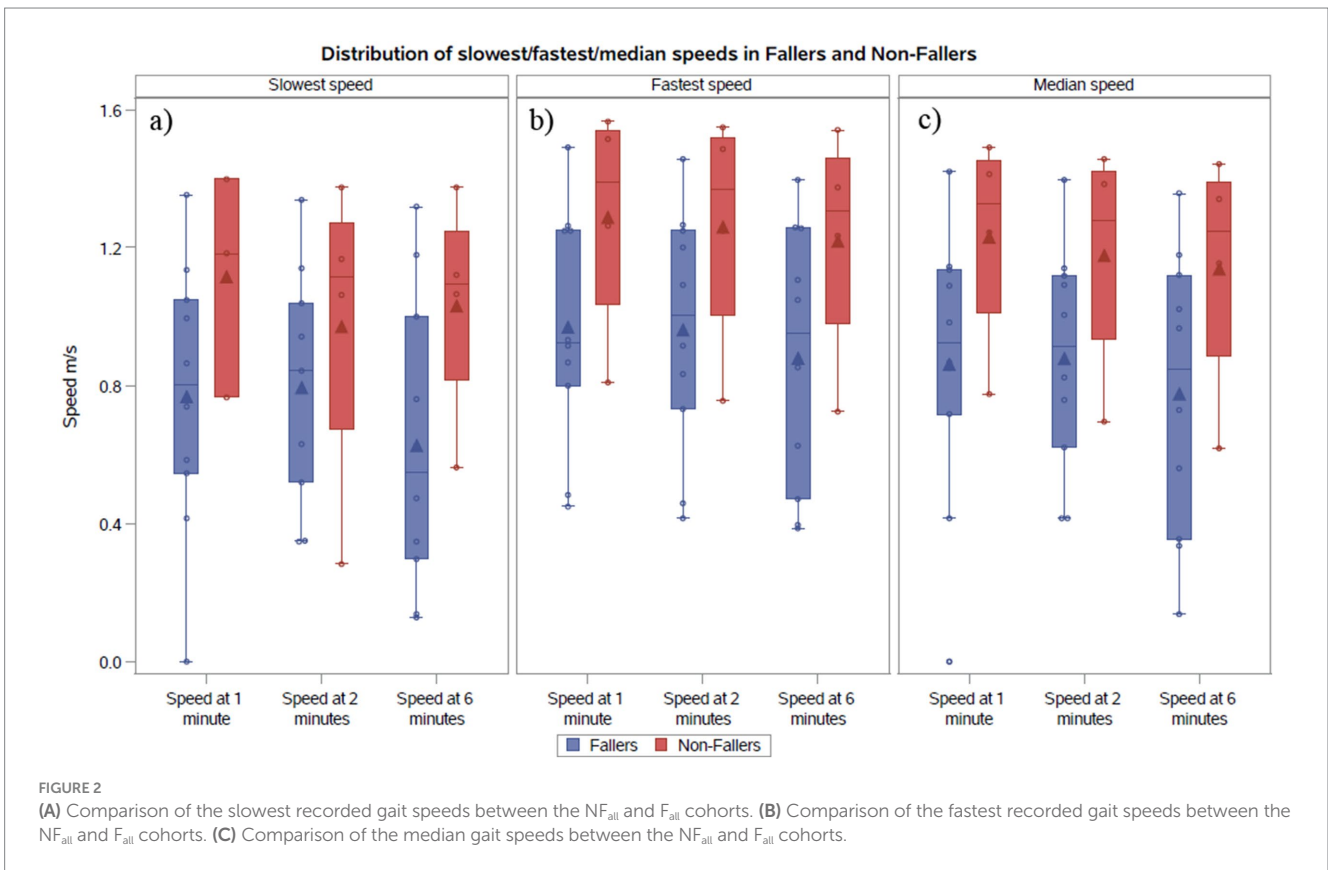 Distribution of slowest/fastest/median speeds in Fallers and Non-Fallers
Slowest speed
Fastest speed
Median speed
a)
b)
c)
1.6
1.2
0.8
0.4
0.0
Speed m/s
Speed at 1
minute
Speed at 2
minutes
Speed at 6
minutes
Speed at 1
minute
Speed at 2
minutes
Speed at 6
minutes
Speed at 1
minute
Speed at 2
minutes
Speed at 6
minutes
Fallers
Non-Fallers
FIGURE 2
(A) Comparison of the slowest recorded gait speeds between the NFall and Fall cohorts. (B) Comparison of the fastest recorded gait speeds between the
NFall and Fall cohorts. (C) Comparison of the median gait speeds between the NFall and Fall cohorts.